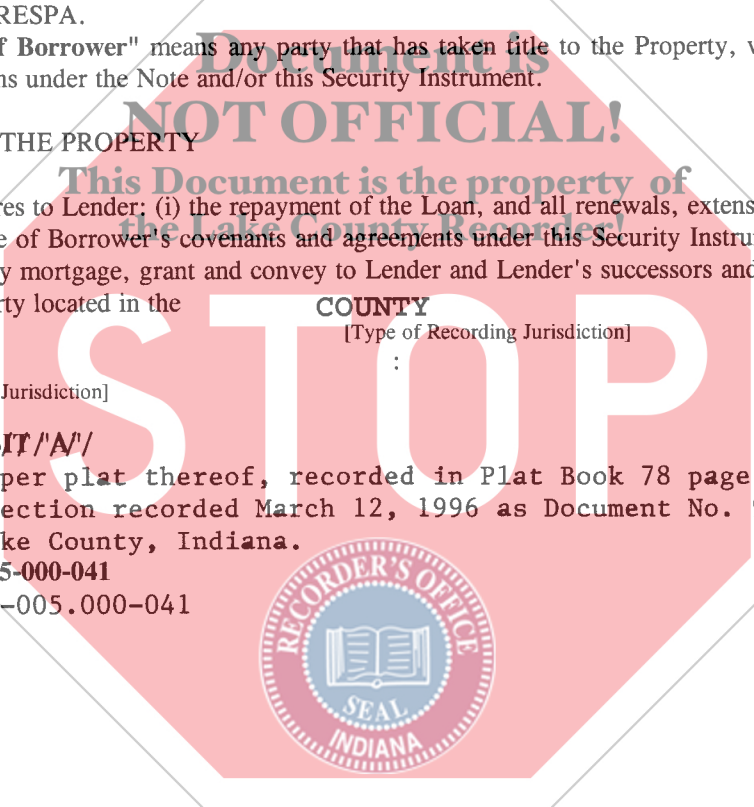 RESPA.
of Borrower" means any party that has taken title to the Property,
ns under the Note and/or this Security Instrument.
Document is
NOT OFFICIAL!
This Document is the property of
the Lake County Recorder!
THE PROPERTY
res to Lender: (i) the repayment of the Loan, and all renewals, extens
e of Borrower's covenants and agreements under this Security Instru
y mortgage, grant and convey to Lender and Lender's successors and
rty located in the COUNTY
[Type of Recording Jurisdiction]
:
Jurisdiction]
STOP
IT/"A"/
per plat thereof, recorded in Plat Book 78 page
ection recorded March 12, 1996 as Document No.
ke County, Indiana.
5-000-041
-005.000-041
RECORDER'S OFFICE
SEAL
INDIANA